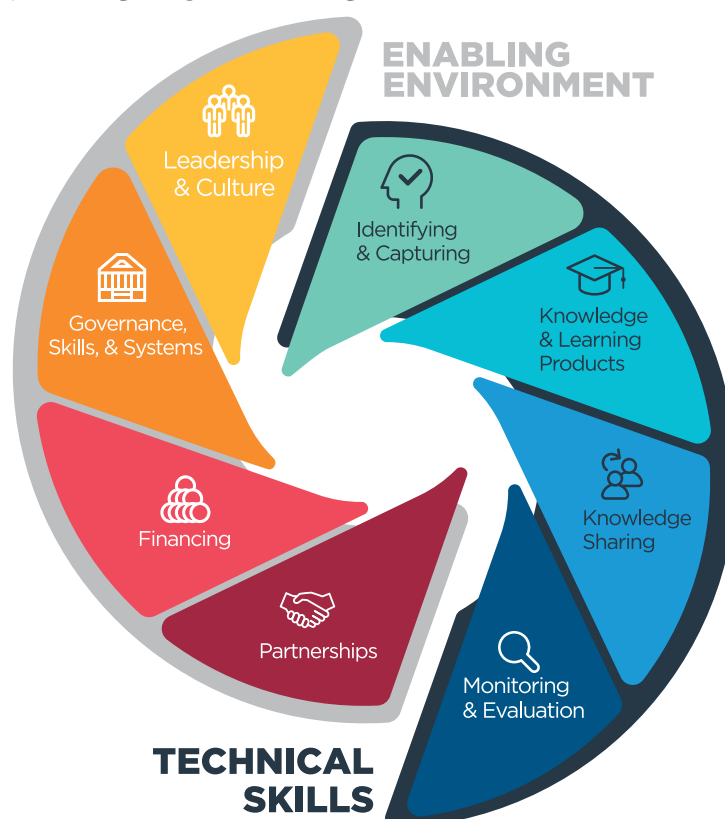 ENABLING
ENVIRONMENT
Leadership
& Culture
Identifying
& Capturing
Governance,
Skills, & Systems
Knowledge
& Learning
Products
Financing
Knowledge
Sharing
Partnerships
Monitoring
& Evaluation
TECHNICAL
SKILLS